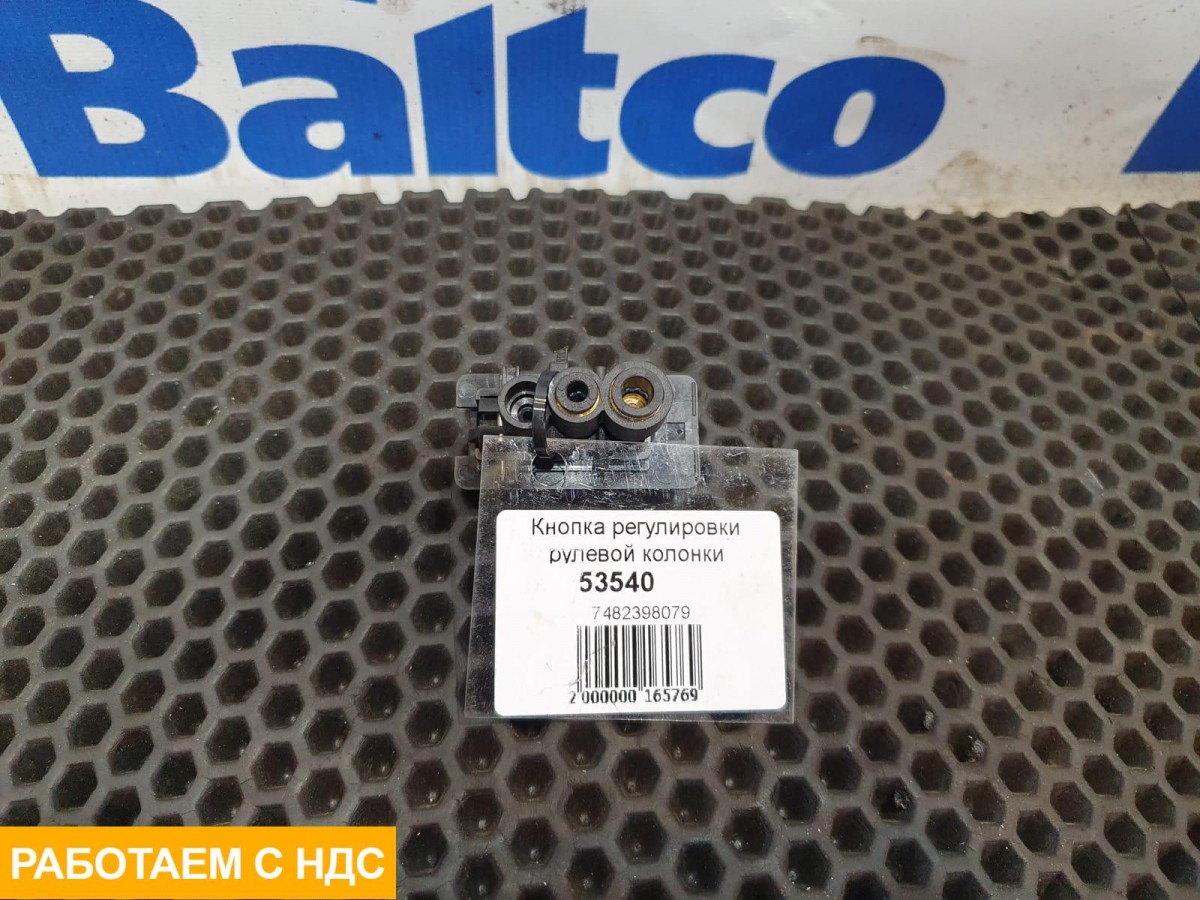 Baltco
Кнопка регулировки
рулевой колонки
53540
7482398079
2 000000 165769
РАБОТАЕМ С НДС